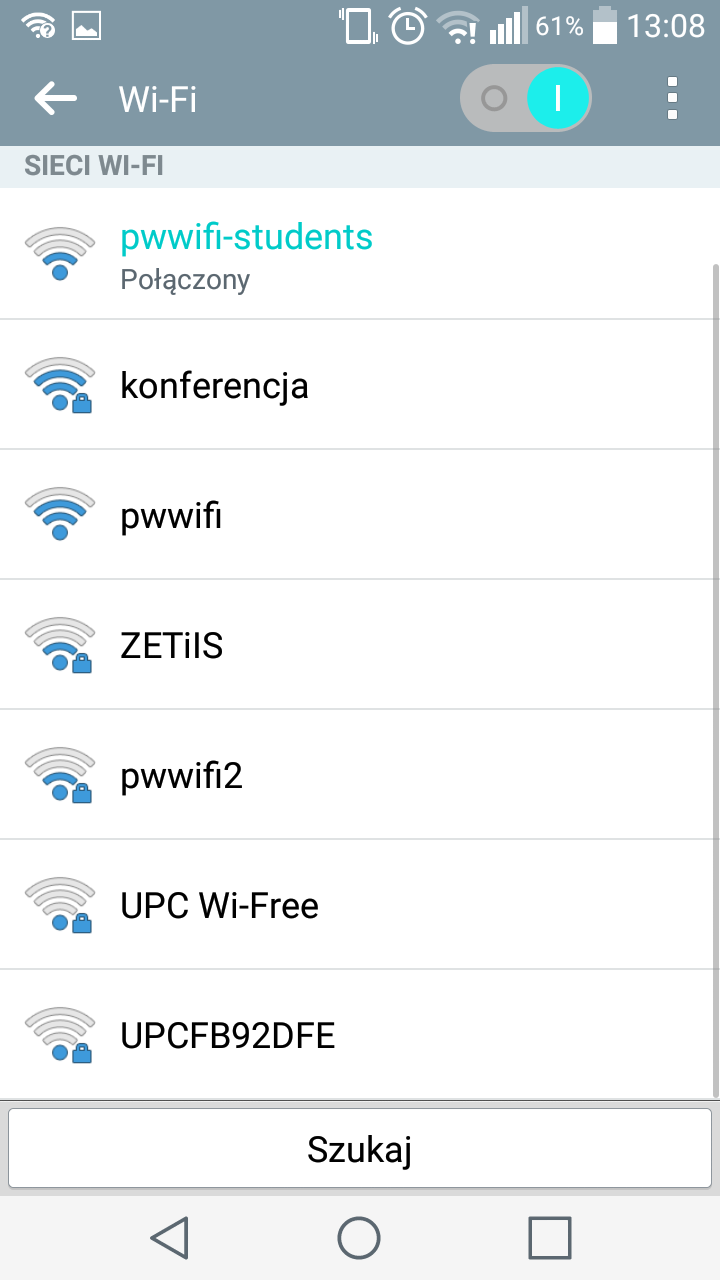 61% 13:08
Wi-Fi
SIECI WI-FI
pwwifi-students
Połączony
konferencja
pwwifi
ZETiIS
pwwifi2
UPC Wi-Free
UPCFB92DFE
Szukaj